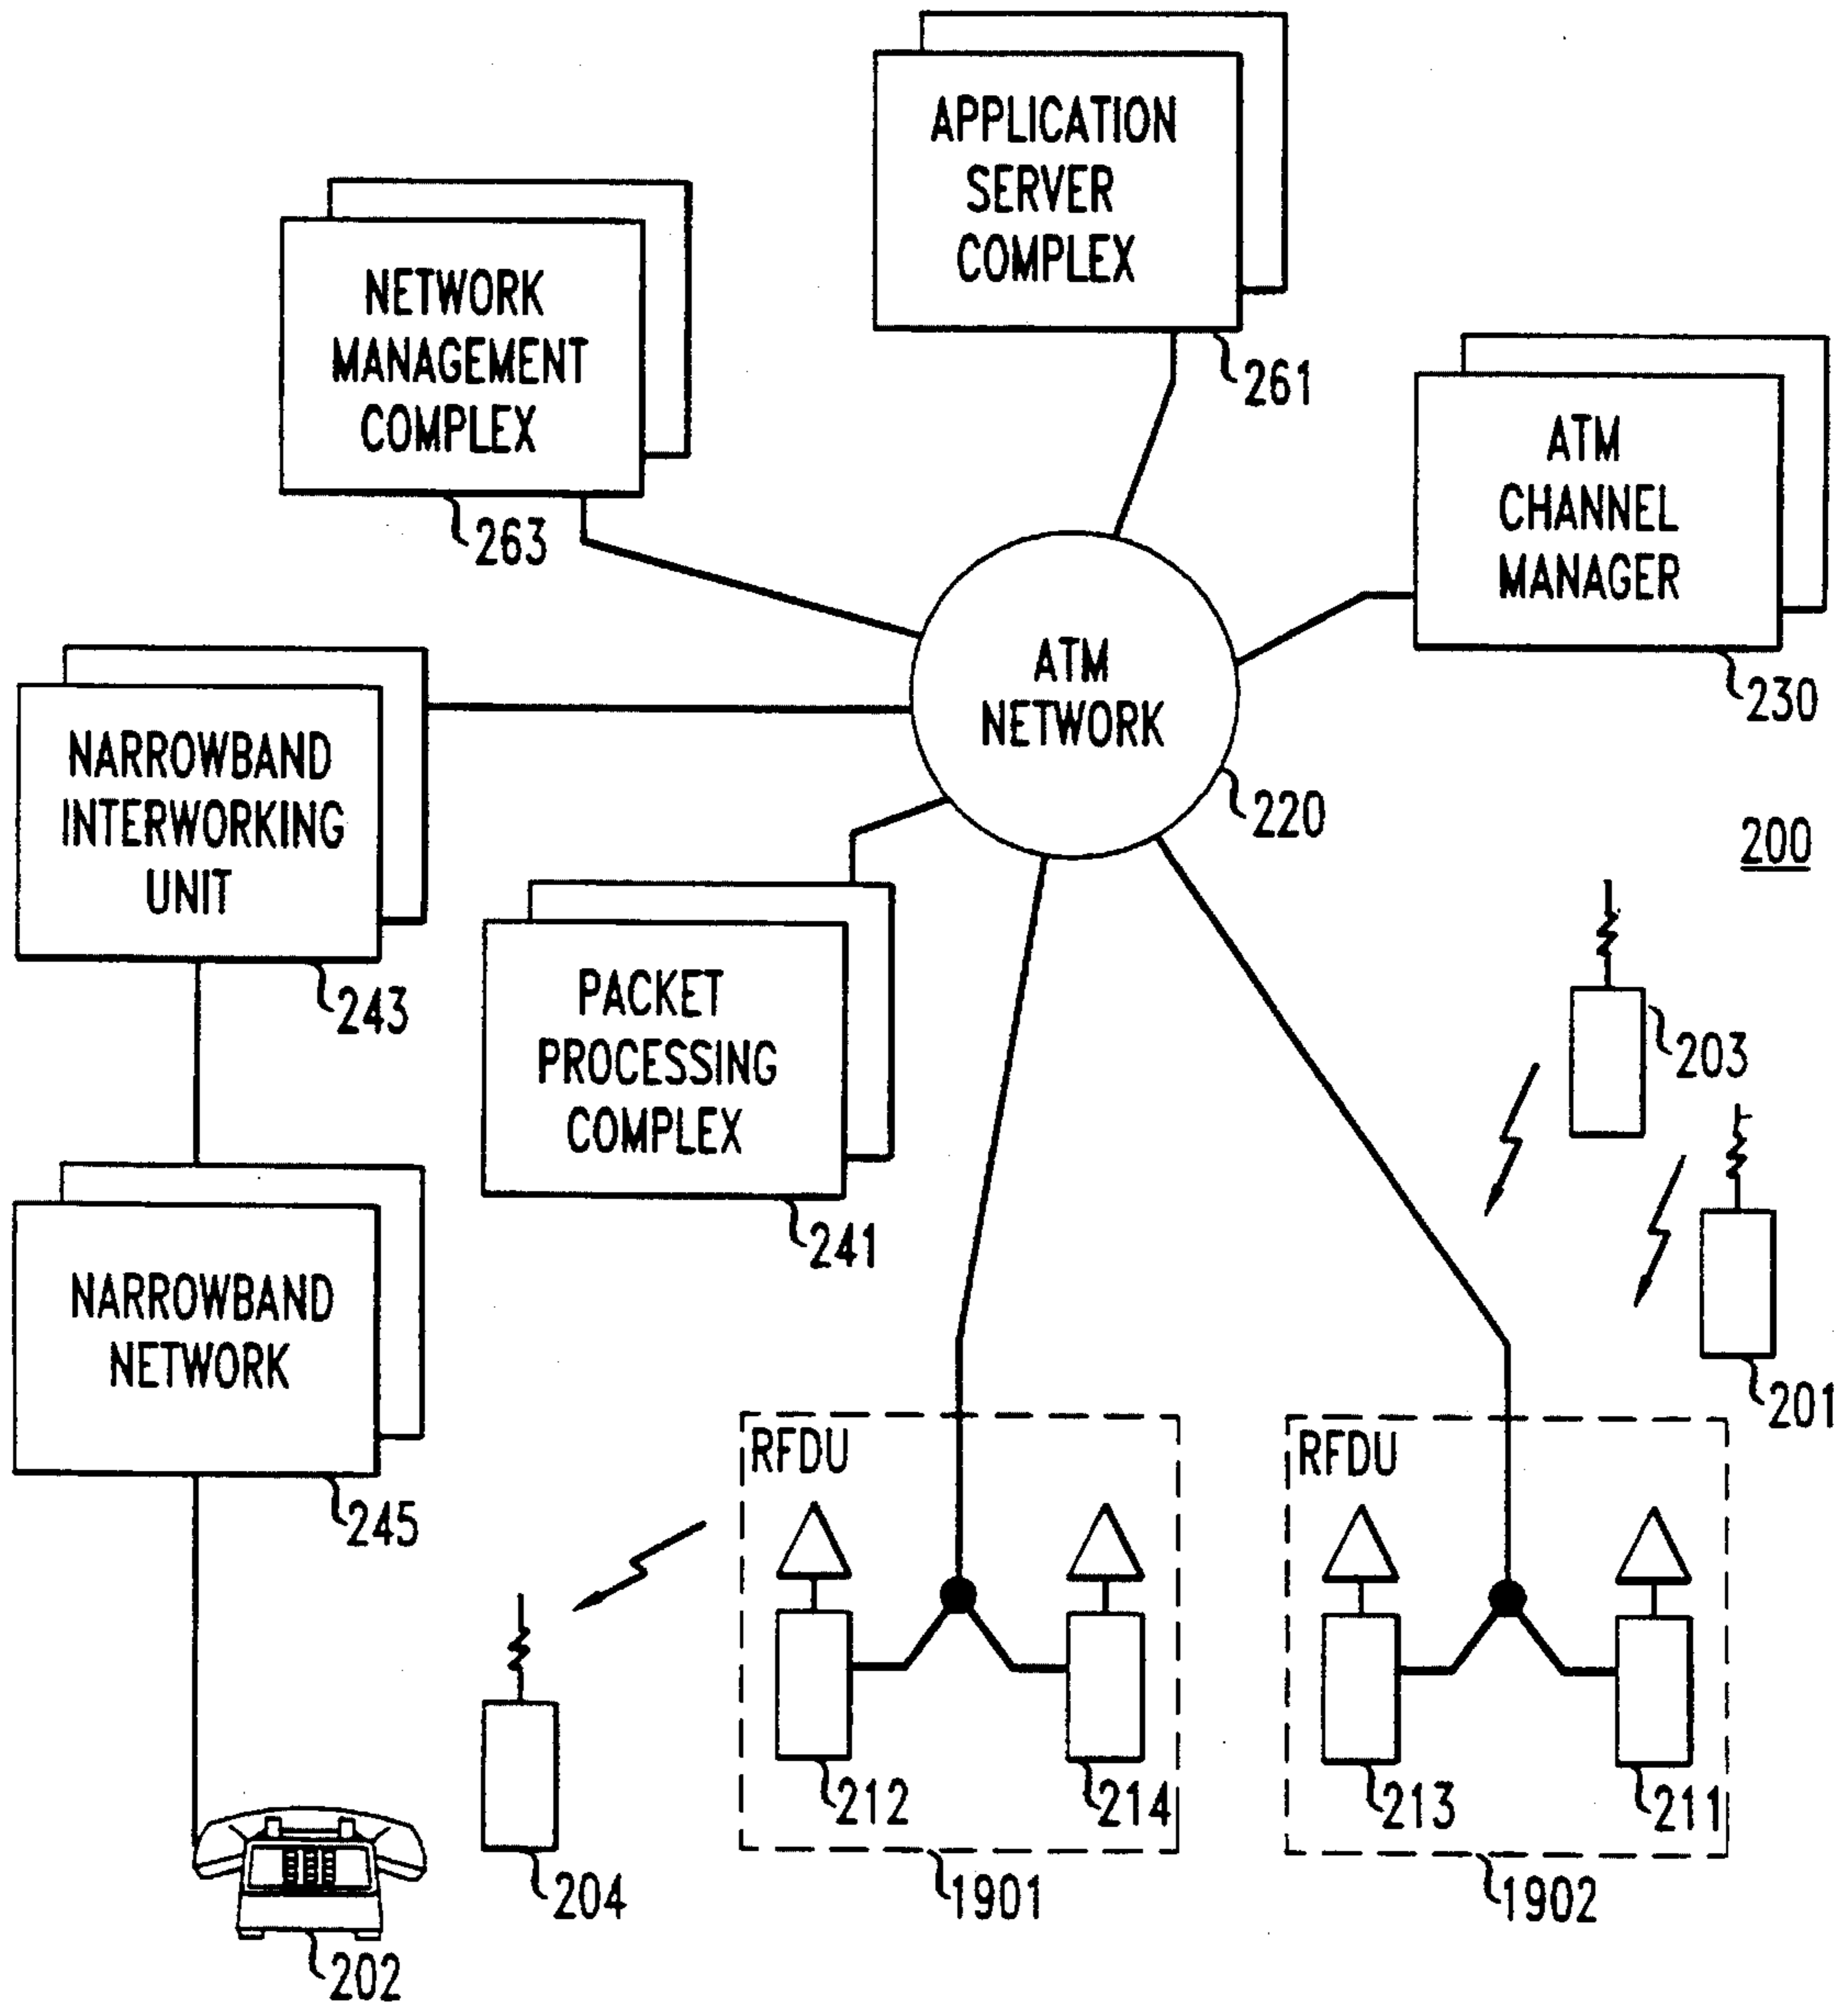 APPLICATION
SERVER
COMPLEX
261
NETWORK
MANAGEMENT
COMPLEX
263
ATM
CHANNEL
MANAGER
230
ATM
NETWORK
220
200
NARROWBAND
INTERWORKING
UNIT
243
PACKET
PROCESSING
COMPLEX
241
203
201
NARROWBAND
NETWORK
245
RFDU
RFDU
212
214
213
211
204
1901
1902
202